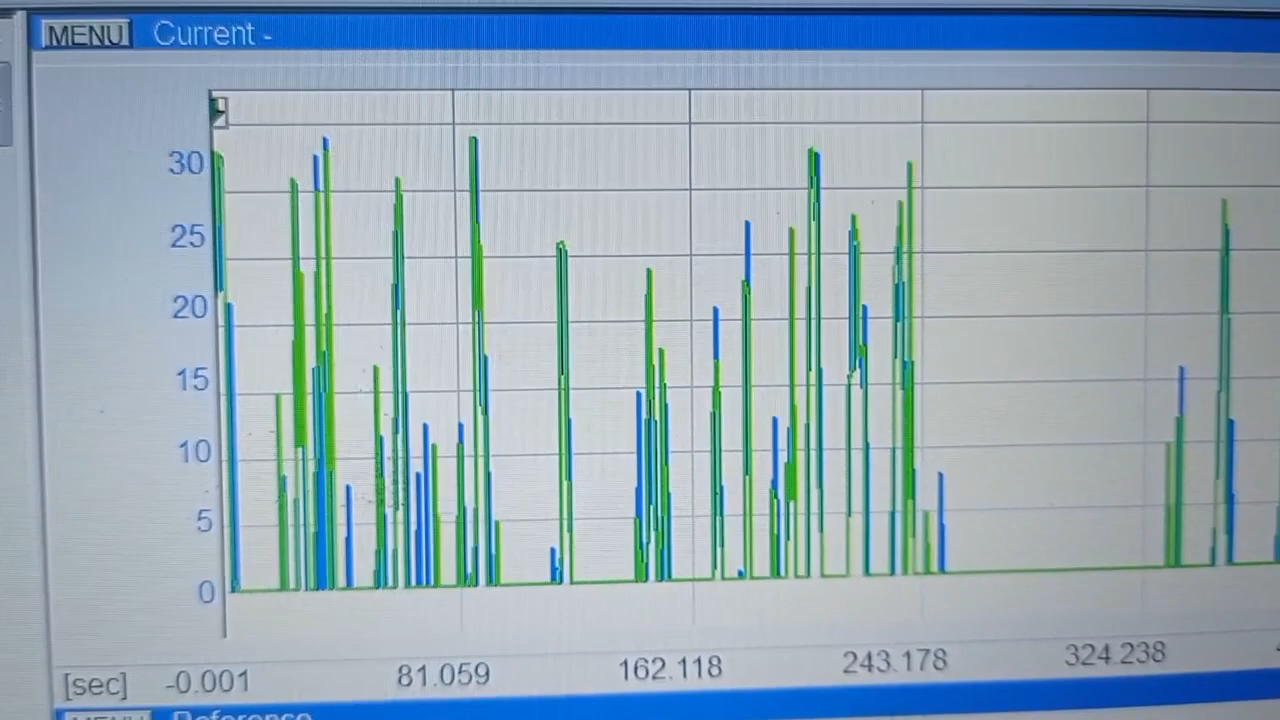 MENU Current -
30
25
20
15
10
5
0
[sec] -0.001 81.059 162.118 243.178 324.238
MENU Reference